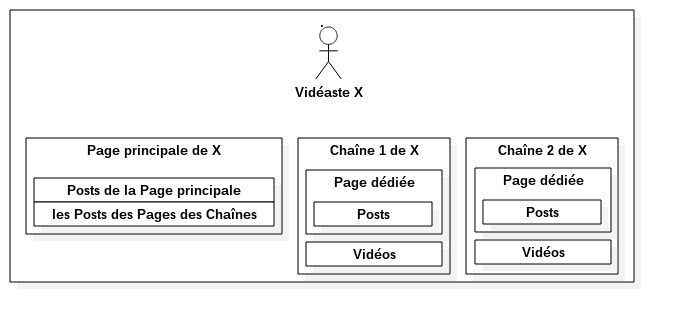 Vidéaste X
Page principale de X
Posts de la Page principale
les Posts des Pages des Chaînes
Chaîne 1 de X
Page dédiée
Posts
Vidéos
Chaîne 2 de X
Page dédiée
Posts
Vidéos